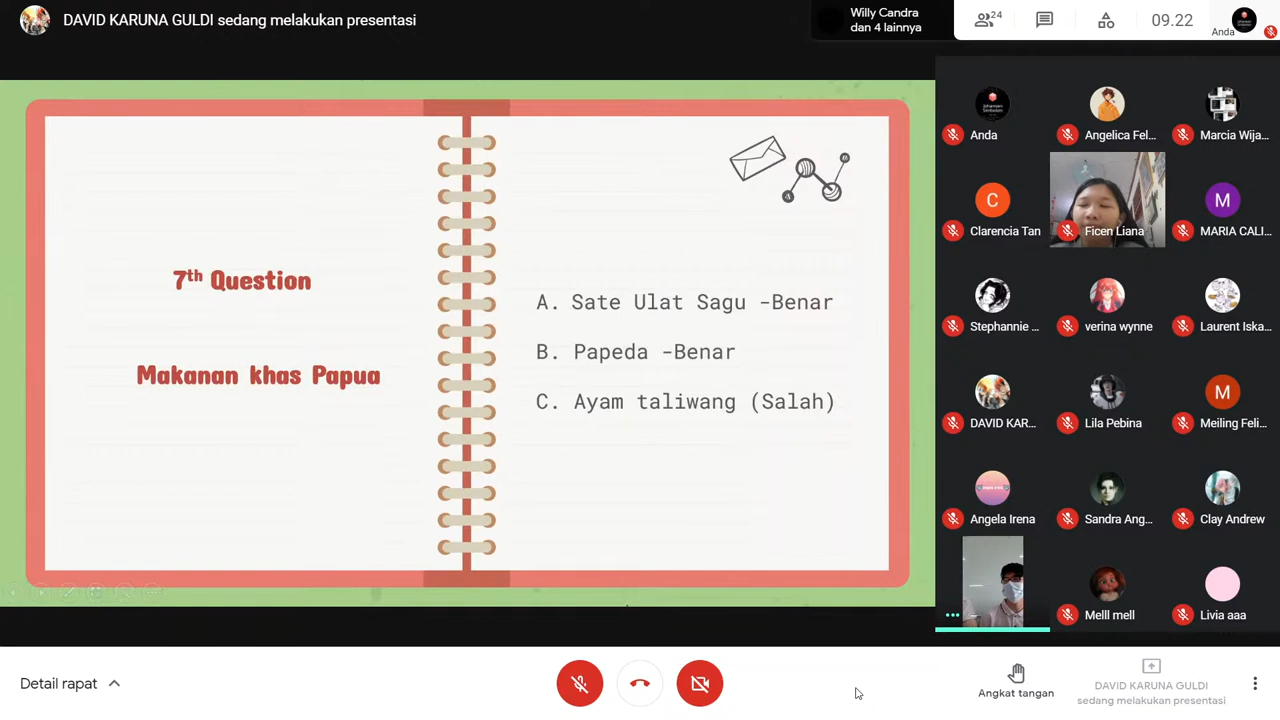 DAVID KARUNA GULDI sedang melakukan presentasi
Willy Candra
dan 4 lainnya
24
09.22
Anda
7th Question
Makanan khas Papua
A. Sate Ulat Sagu -Benar
B. Papeda -Benar
C. Ayam taliwang (Salah)
Anda
Angelica Fel...
Marcia Wija...
C
Clarencia Tan
Ficen Liana
M
MARIA CALI...
Stephannie ...
verina wynne
Laurent Iska...
DAVID KAR...
Lila Pebina
M
Meiling Feli...
Angela Irena
Sandra Ang...
Clay Andrew
Melll mell
Livia aaa
Detail rapat
Angkat tangan
DAVID KARUNA GULDI
sedang melakukan presentasi